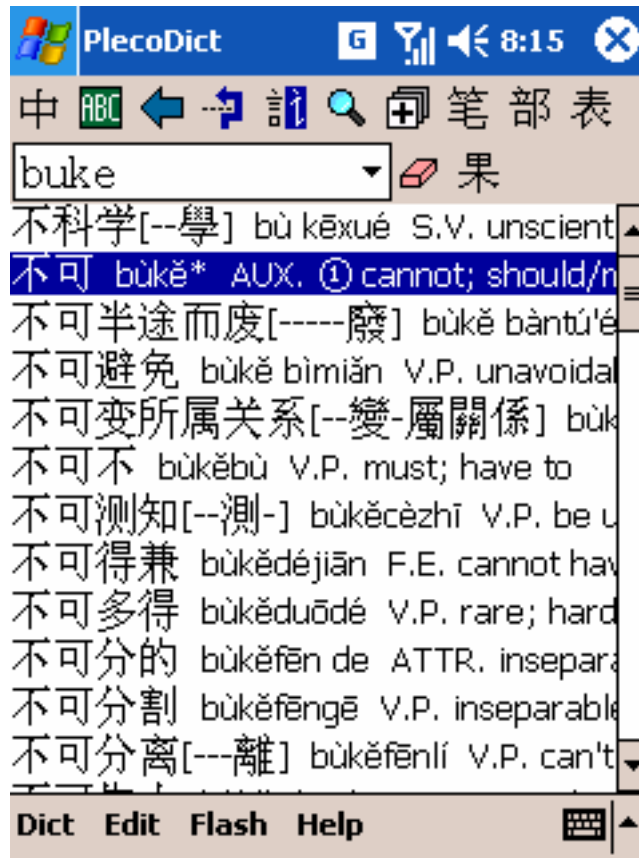 PlecoDict G 8:15
中 ABC 言 笔 部 表
buke 果
不科学[--學] bù kēxué S.V. unscient
不可 bùkě* AUX. ① cannot; should/n
不可半途而废[-----廢] bùkě bàntú'é
不可避免 bùkě bìmiǎn V.P. unavoidal
不可变所属关系[--變-屬關係] bùk
不可不 bùkěbù V.P. must; have to
不可测知[--測-] bùkěcèzhī V.P. be u
不可得兼 bùkědéjiān F.E. cannot hav
不可多得 bùkěduōdé V.P. rare; hard
不可分的 bùkěfēn de ATTR. insepara
不可分割 bùkěfēngē V.P. inseparable
不可分离[---離] bùkěfēnlí V.P. can't
Dict Edit Flash Help